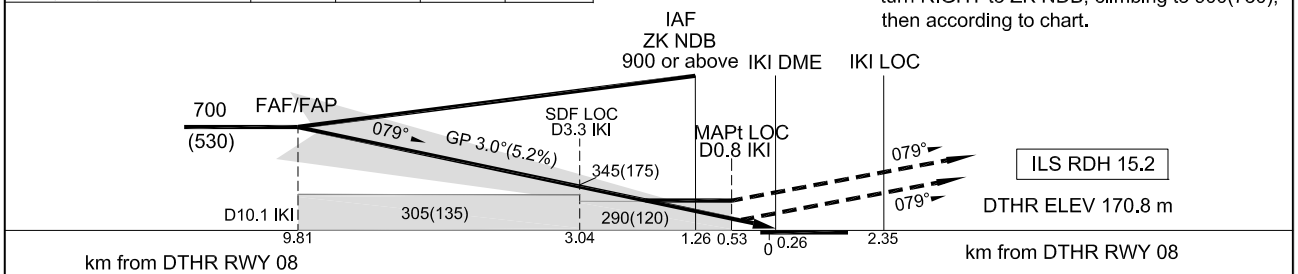 turn RIGHT to ZK NDB, climbing to
then according to chart.
IAF
ZK NDB
900 or above
IKI DME
IKI LOC
700
(530)
FAF/FAP
SDF LOC
D3.3 IKI
MAPt LOC
D0.8 IKI
079°
GP 3.0°(5.2%)
345(175)
079°
079°
ILS RDH 15.2
DTHR ELEV 170.8 m
D10.1 IKI
305(135)
290(120)
9.81
3.04
1.26
0.53
0
0.26
2.35
km from DTHR RWY 08
km from DTHR RWY 08